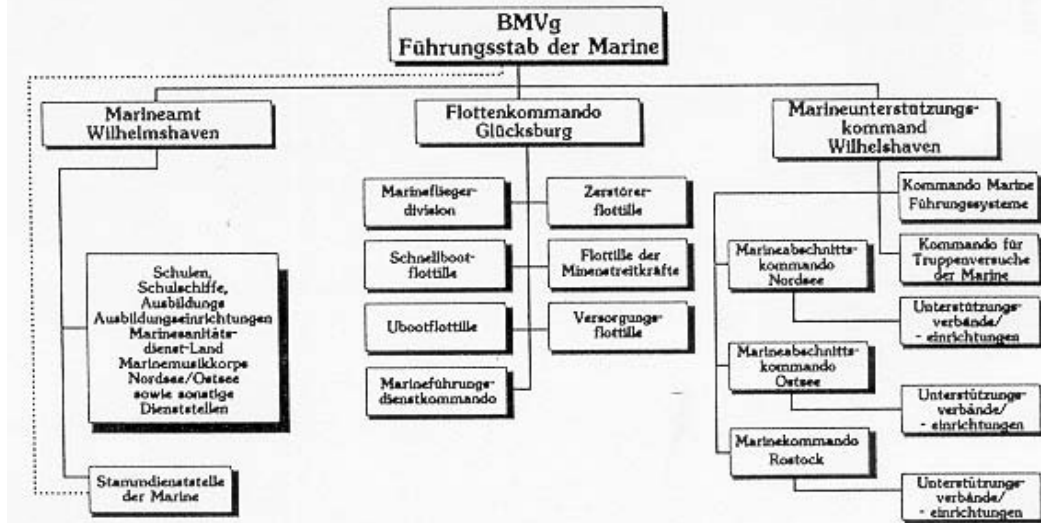 BMVg
Führungsstab der Marine
Marineamt
Wilhelmshaven
Flottenkommando
Glücksburg
Marineunterstützungs-
kommand
Wilhelshaven
Marineflieger-
division
Zerstörer-
flottille
Schnellboot-
flottille
Flottille der
Minenstreitkräfte
Ubootflottille
Versorgungs-
flottille
Marineführungs-
dienstkommando
Schulen,
Schulschiffe,
Ausbildungs
Ausbildungseinrichtungen
Marinesanitäts-
dienst-Land
Marinemusikkorps
Nordsee/Ostsee
sowie sonstige
Dienststellen
Stammdienststelle
der Marine
Kommando Marine
Führungssysteme
Marineabschnitts-
kommando
Nordsee
Kommando für
Truppenversuche
der Marine
Unterstützungs-
verbände/
- einrichtungen
Marineabschnitts-
kommando
Ostsee
Unterstützungs-
verbände/
- einrichtungen
Marinekommando
Rostock
Unterstützungs-
verbände/
- einrichtungen